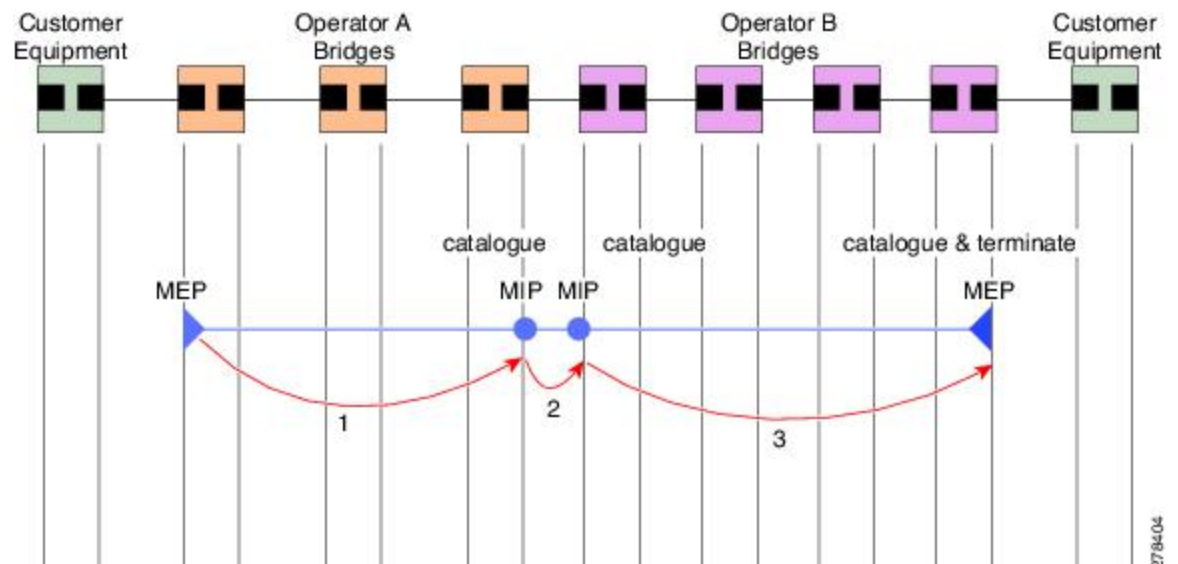 Customer
Equipment
Operator A
Bridges
Operator B
Bridges
Customer
Equipment
catalogue
catalogue
catalogue & terminate
MEP
MIP
MIP
MEP
1
2
3
278404